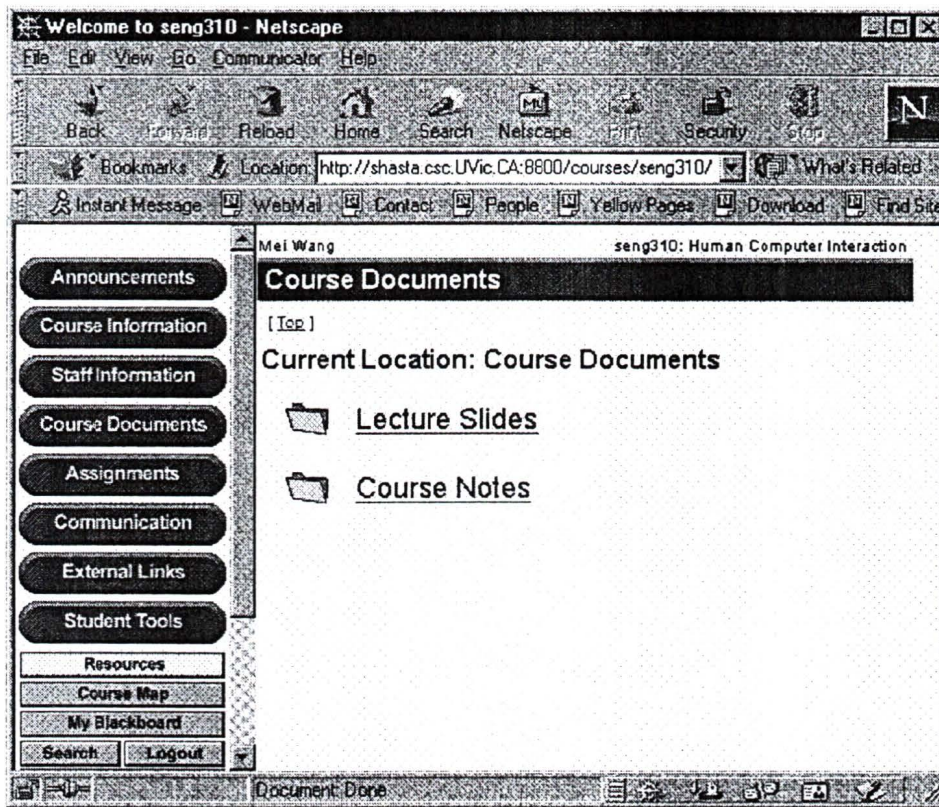 Welcome to seng310 - Netscape
File Edit View Go Communicator Help
Back Forward Reload Home Search Netscape Print Security Stop
N
Bookmarks Location: http://shasta.csc.UVic.CA:8800/courses/seng310/ What's Related
Instant Message WebMail Contact People Yellow Pages Download Find Site
Mei Wang seng310: Human Computer Interaction
Course Documents
[Top]
Current Location: Course Documents
Lecture Slides
Course Notes
Announcements
Course Information
Staff Information
Course Documents
Assignments
Communication
External Links
Student Tools
Resources
Course Map
My Blackboard
Search Logout
Document: Done